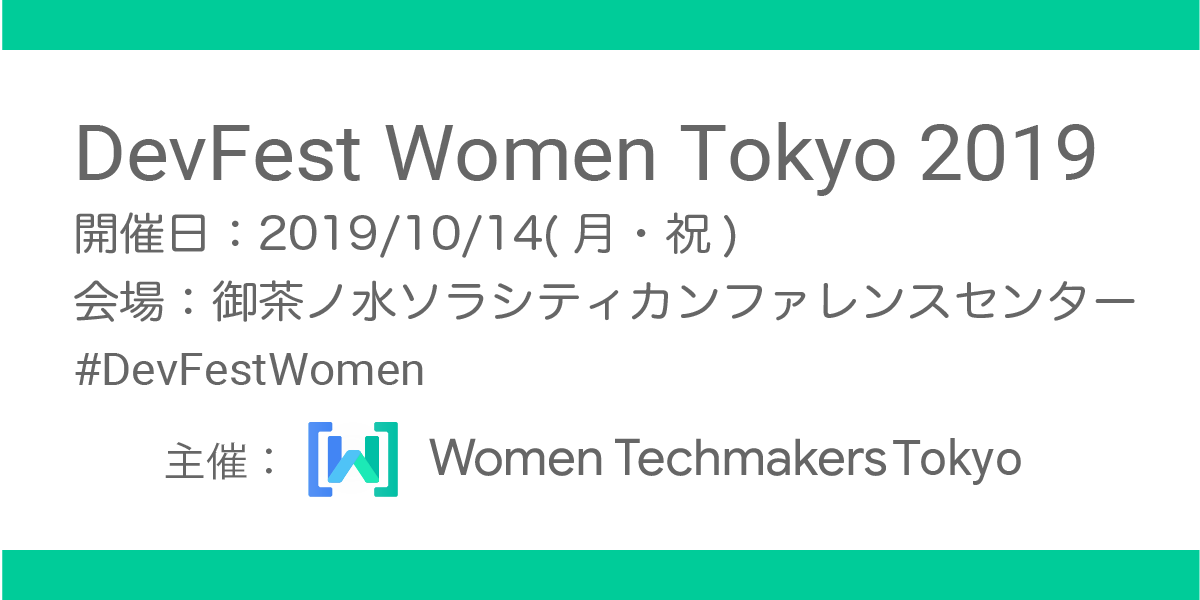 DevFest Women Tokyo 2019
開催日：2019/10/14( 月・祝 )
会場：御茶ノ水ソラシティカンファレンスセンター
#DevFestWomen
主催： [W] Women Techmakers Tokyo